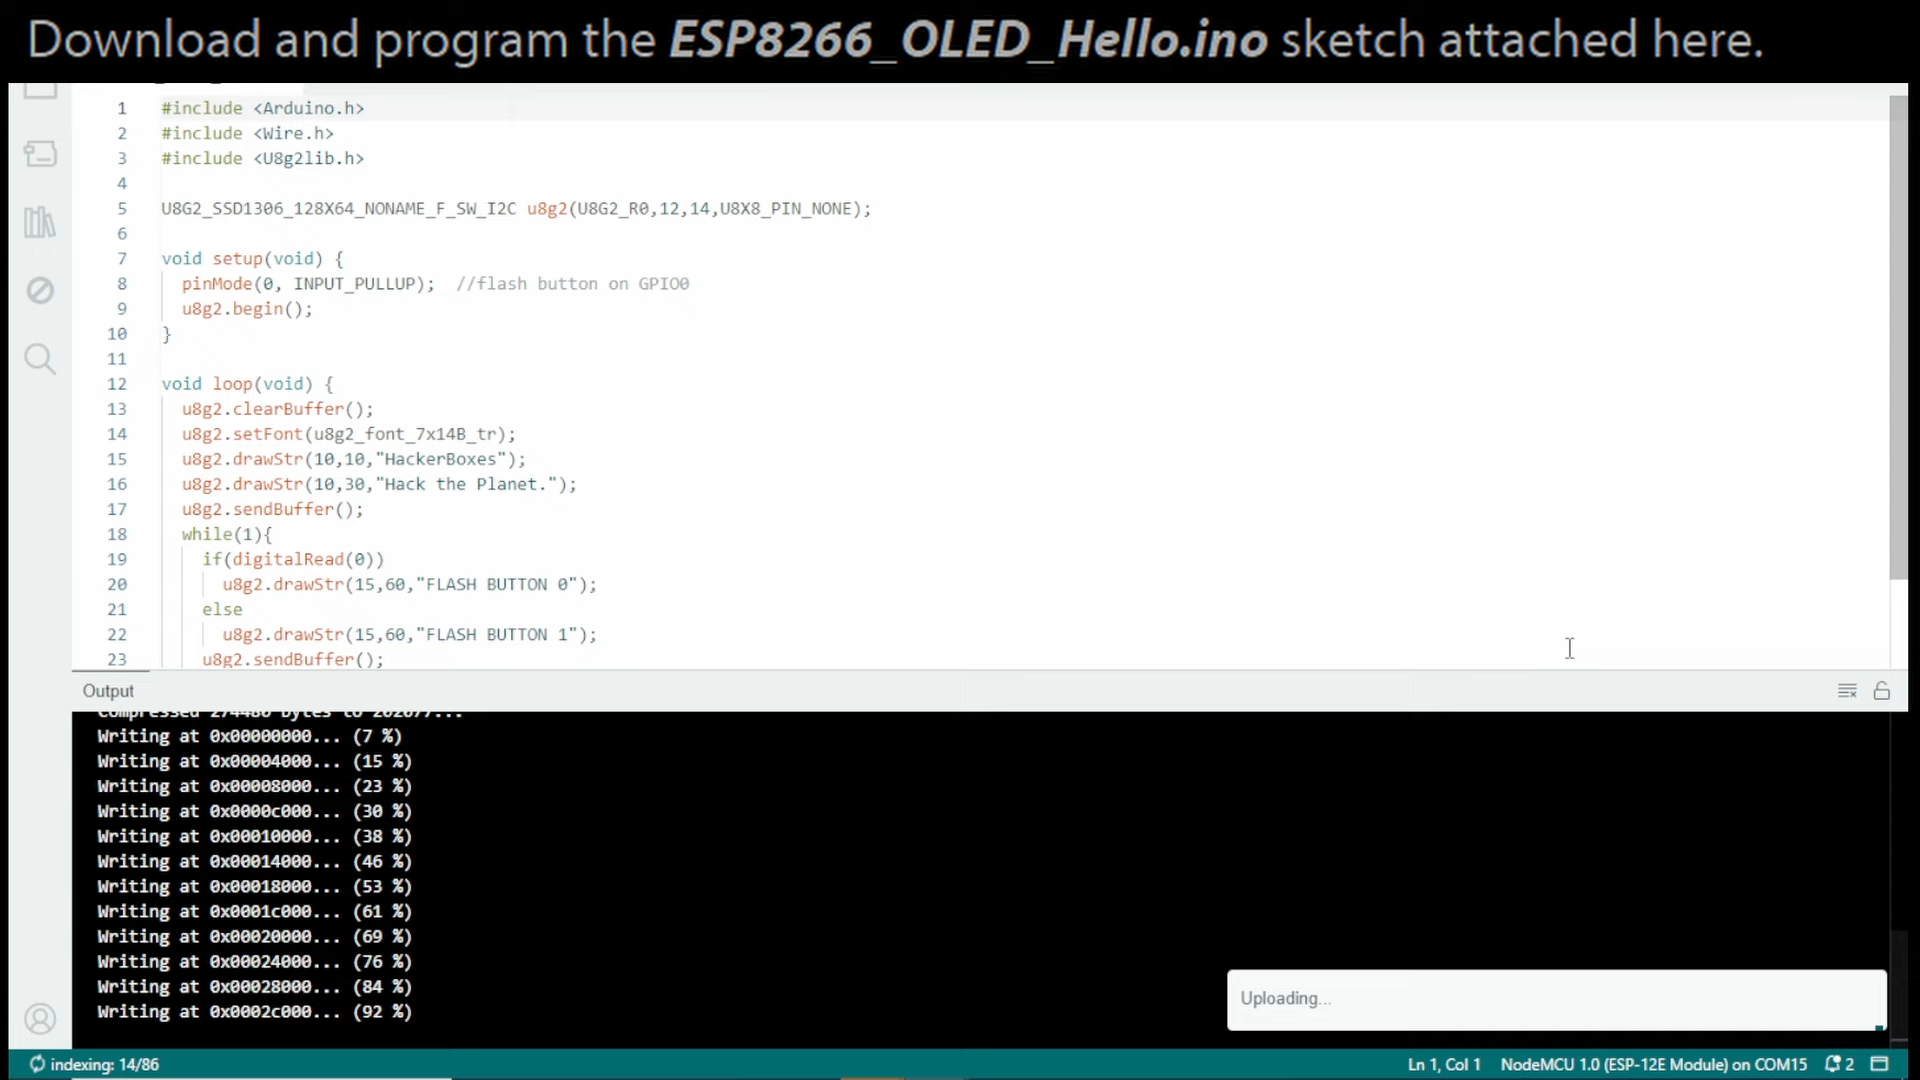 Download and program the ESP8266_OLED_Hello.ino sketch attached here.
1 #include <Arduino.h>
2 #include <Wire.h>
3 #include <U8g2lib.h>
4
5 U8G2_SSD1306_128X64_NONAME_F_SW_I2C u8g2(U8G2_R0,12,14,U8X8_PIN_NONE);
6
7 void setup(void) {
8 pinMode(0, INPUT_PULLUP); //flash button on GPIO0
9 u8g2.begin();
10 }
11
12 void loop(void) {
13 u8g2.clearBuffer();
14 u8g2.setFont(u8g2_font_7x14B_tr);
15 u8g2.drawStr(10,10,"HackerBoxes");
16 u8g2.drawStr(10,30,"Hack the Planet.");
17 u8g2.sendBuffer();
18 while(1){
19 if(digitalRead(0))
20 u8g2.drawStr(15,60,"FLASH BUTTON 0");
21 else
22 u8g2.drawStr(15,60,"FLASH BUTTON 1");
23 u8g2.sendBuffer();
Output
Compressed 274480 bytes to 202077...
Writing at 0x00000000... (7 %)
Writing at 0x00004000... (15 %)
Writing at 0x00008000... (23 %)
Writing at 0x0000c000... (30 %)
Writing at 0x00010000... (38 %)
Writing at 0x00014000... (46 %)
Writing at 0x00018000... (53 %)
Writing at 0x0001c000... (61 %)
Writing at 0x00020000... (69 %)
Writing at 0x00024000... (76 %)
Writing at 0x00028000... (84 %)
Writing at 0x0002c000... (92 %)
Uploading...
indexing: 14/86
Ln 1, Col 1 NodeMCU 1.0 (ESP-12E Module) on COM15 2